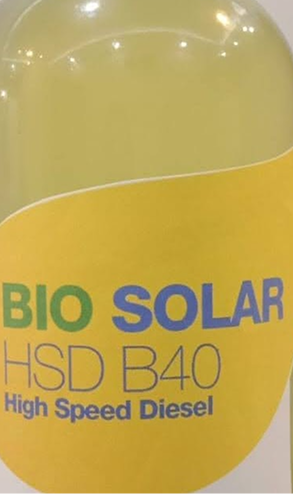 BIO SOLAR
HSD B40
High Speed Diesel